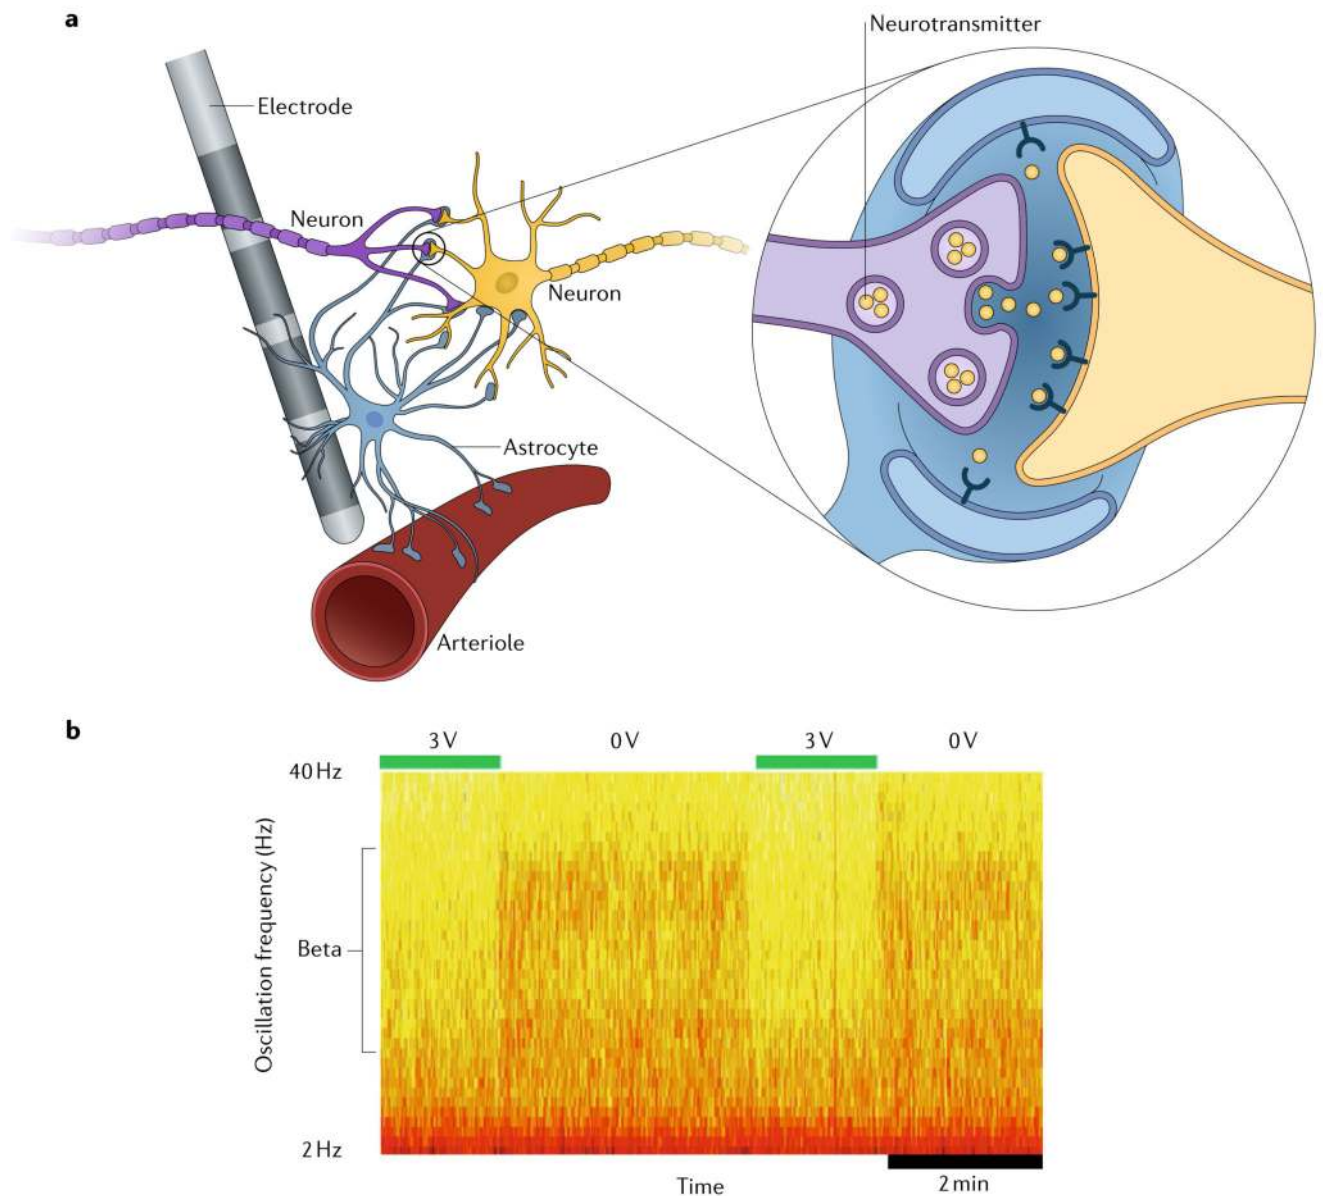 a
Neurotransmitter
Electrode
Neuron
Neuron
Astrocyte
Arteriole
b
3 V
0 V
3 V
0 V
40 Hz
Oscillation frequency (Hz)
Beta
2 Hz
Time
2 min